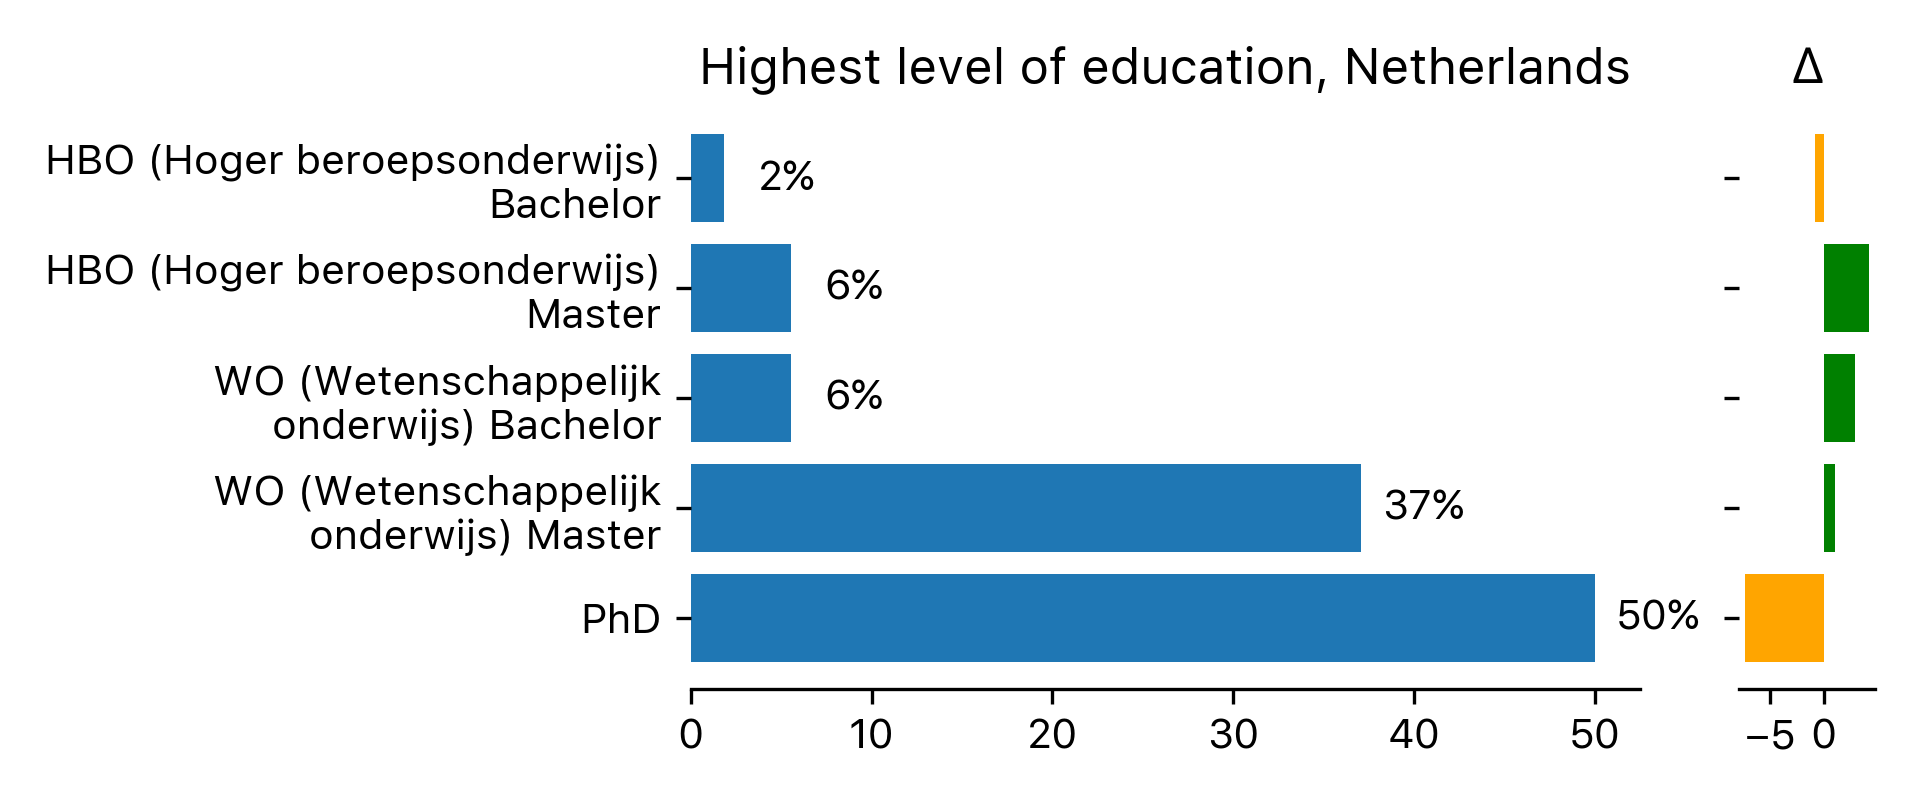 Highest level of education, Netherlands
Δ
HBO (Hoger beroepsonderwijs)
Bachelor
2%
HBO (Hoger beroepsonderwijs)
Master
6%
WO (Wetenschappelijk
onderwijs) Bachelor
6%
WO (Wetenschappelijk
onderwijs) Master
37%
PhD
50%
0 10 20 30 40 50
−5 0